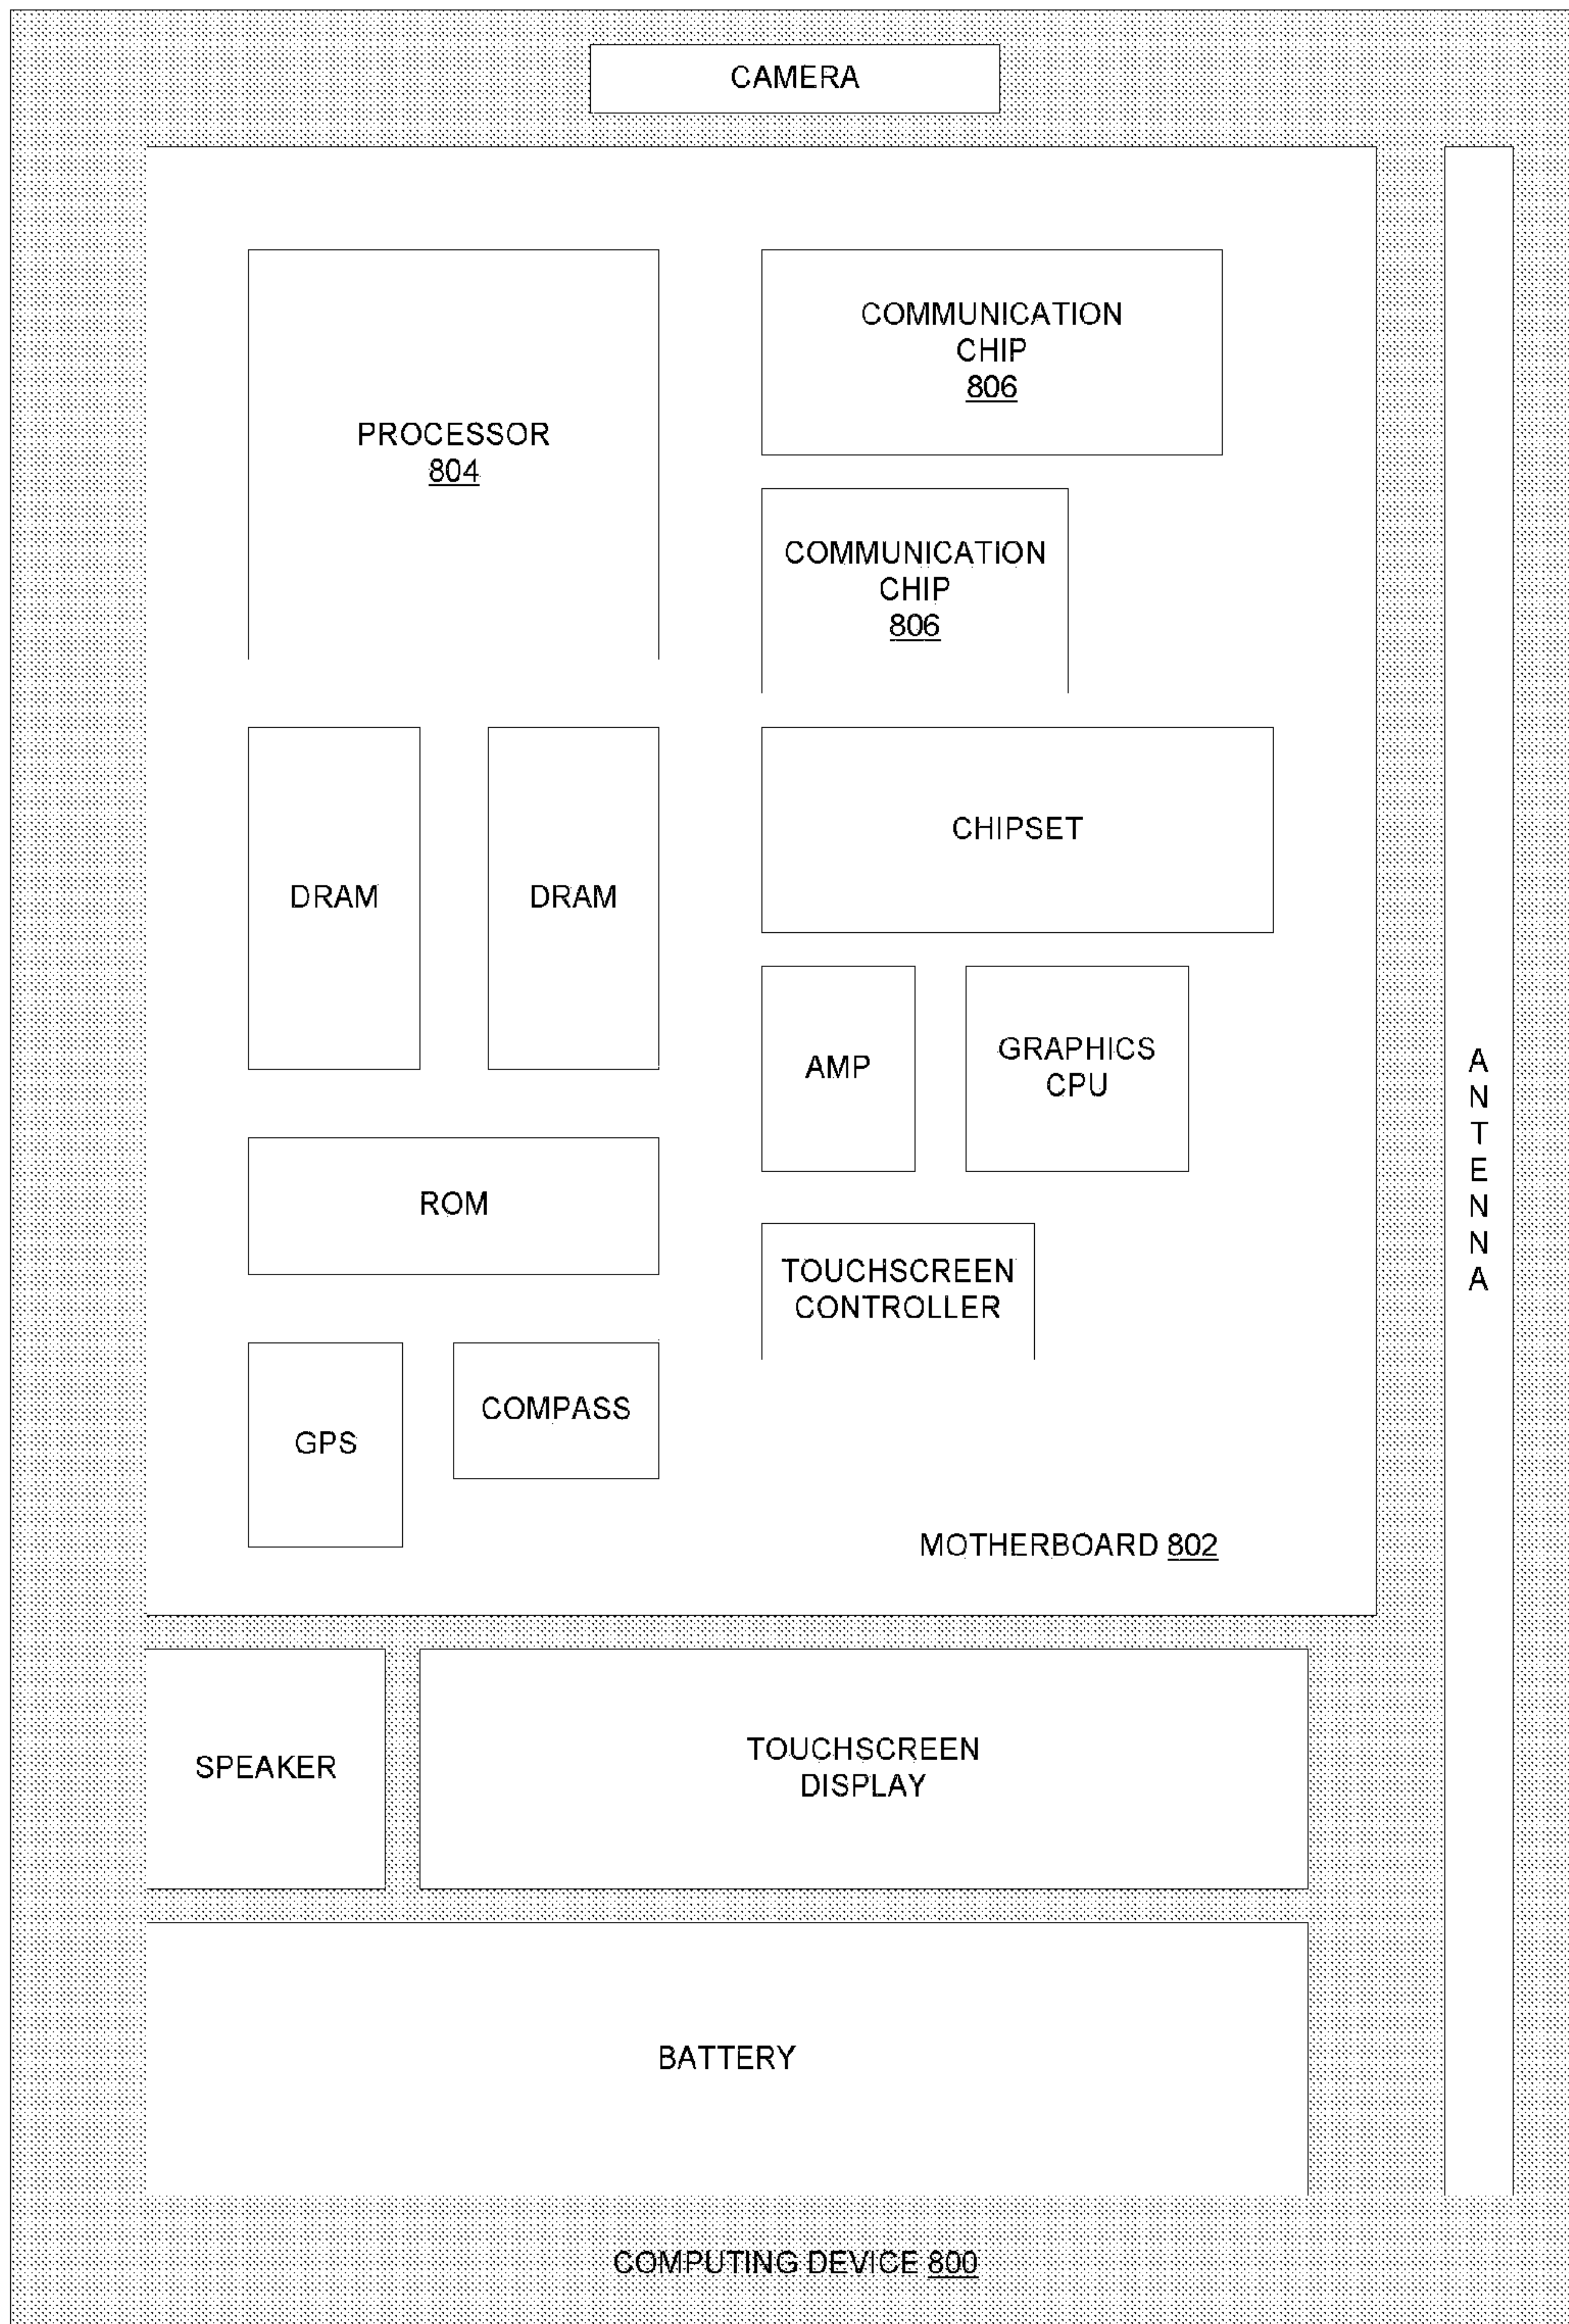 CAMERA
PROCESSOR
804
COMMUNICATION
CHIP
806
COMMUNICATION
CHIP
806
DRAM
DRAM
CHIPSET
AMP
GRAPHICS
CPU
ROM
TOUCHSCREEN
CONTROLLER
GPS
COMPASS
MOTHERBOARD 802
ANTENNA
SPEAKER
TOUCHSCREEN
DISPLAY
BATTERY
COMPUTING DEVICE 800